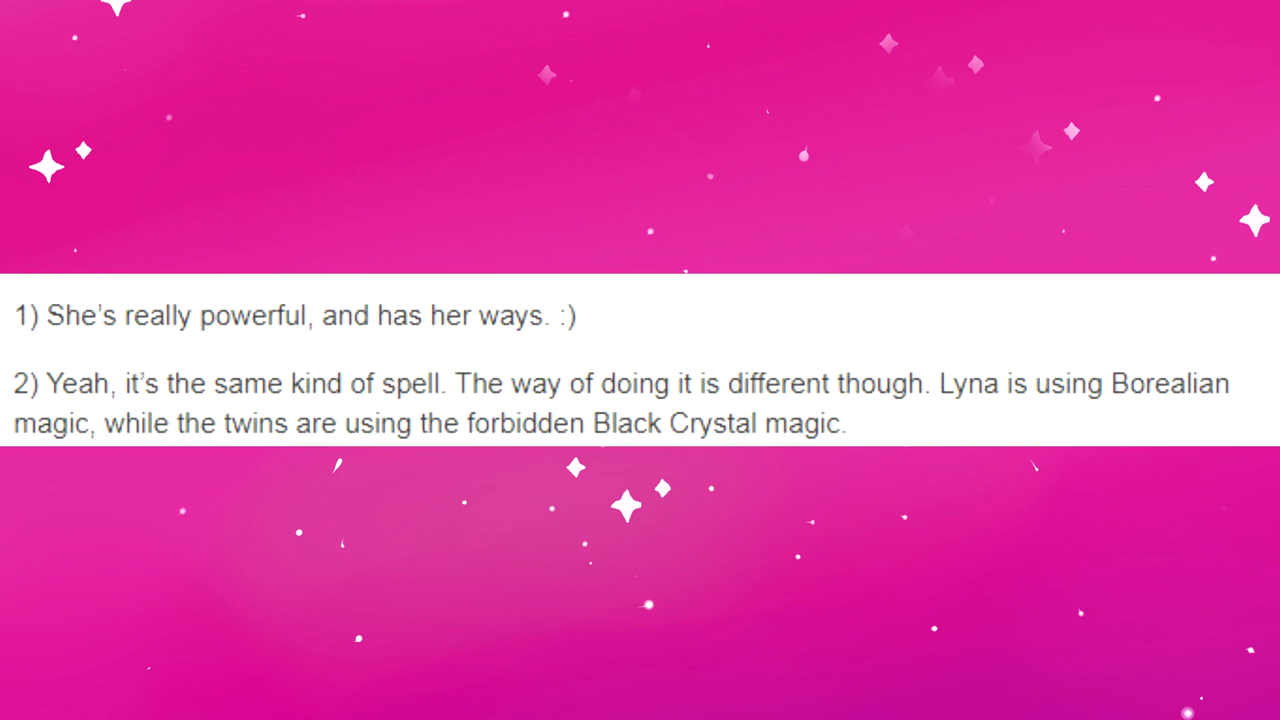 1) She’s really powerful, and has her ways. :)
2) Yeah, it’s the same kind of spell. The way of doing it is different though. Lyna is using Borealian
magic, while the twins are using the forbidden Black Crystal magic.